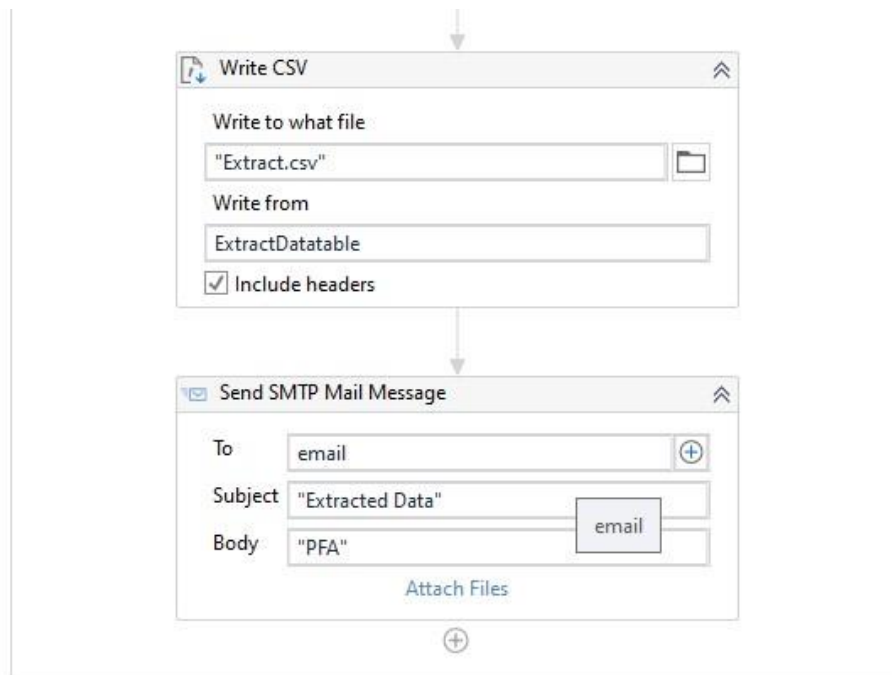 Write CSV
Write to what file
"Extract.csv"
Write from
ExtractDatatable
Include headers
Send SMTP Mail Message
To email
Subject "Extracted Data"
email
Body "PFA"
Attach Files